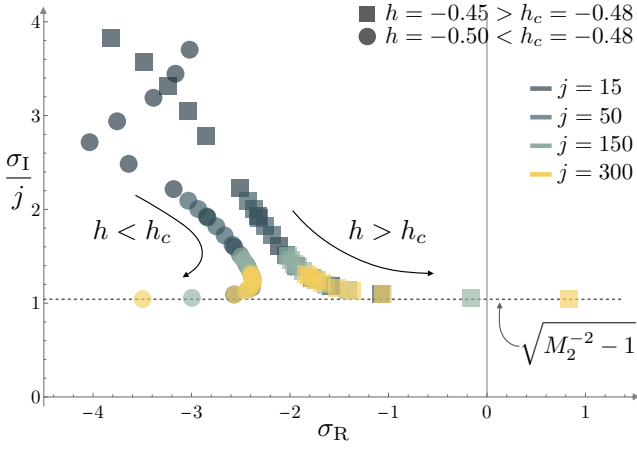 h = −0.45 > h_c = −0.48
h = −0.50 < h_c = −0.48
j = 15
j = 50
j = 150
j = 300
σ_I / j
4
3
2
1
0
h < h_c
h > h_c
√(M_2^{−2} − 1)
−4 −3 −2 −1 0 1
σ_R